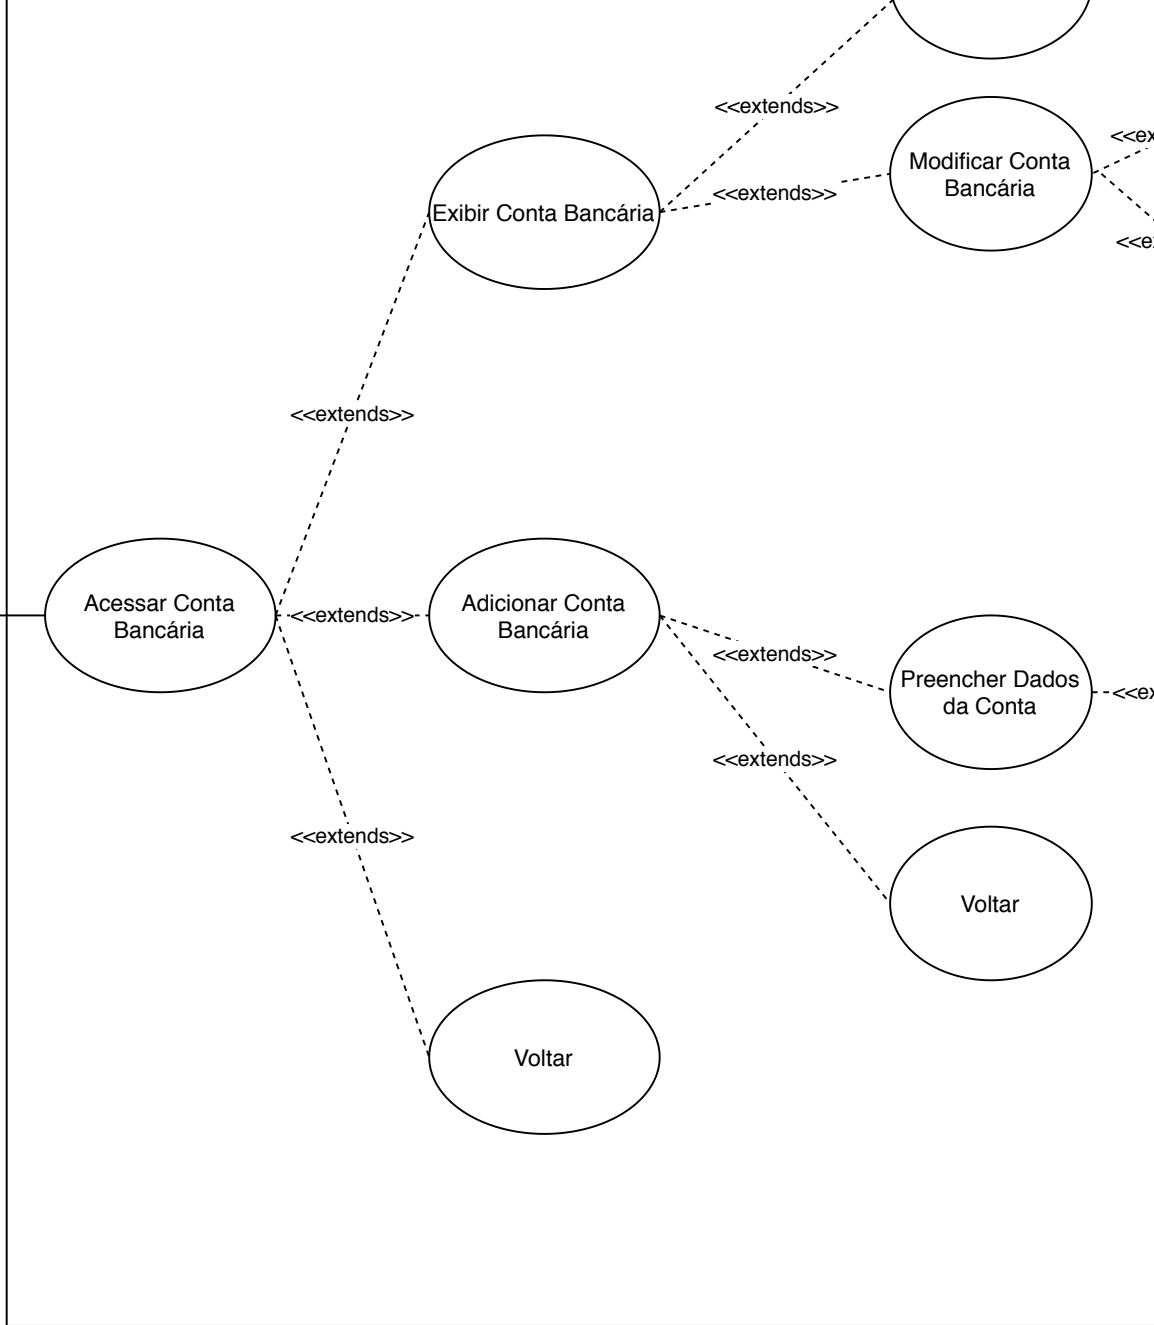 <<extends>>
Modificar Conta
Bancária
<<extends>>
Exibir Conta Bancária
<<extends>>
Acessar Conta
Bancária
<<extends>>
Adicionar Conta
Bancária
<<extends>>
Preencher Dados
da Conta
<<extends>>
<<extends>>
Voltar
Voltar